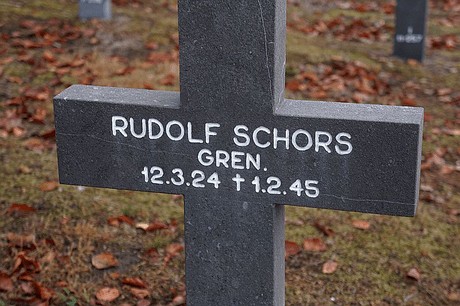 RUDOLF SCHORS
GREN.
12.3.24 ✝ 1.2.45